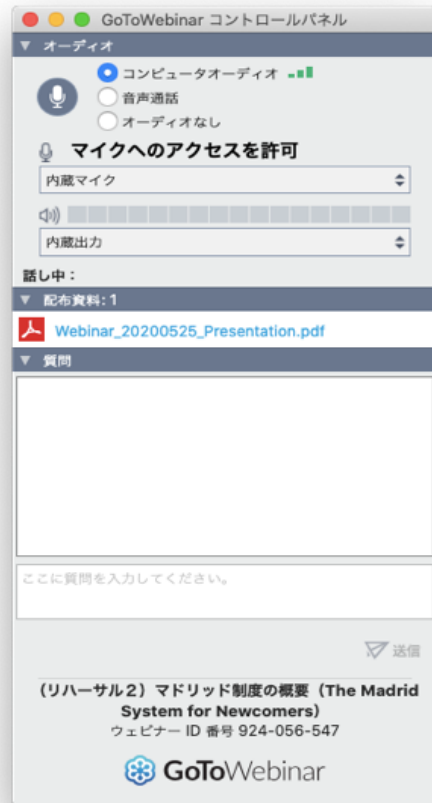 GoToWebinar コントロールパネル
▼ オーディオ
コンピュータオーディオ
音声通話
オーディオなし
マイクへのアクセスを許可
内蔵マイク
内蔵出力
話し中：
▼ 配布資料: 1
Webinar_20200525_Presentation.pdf
▼ 質問
ここに質問を入力してください。
送信
（リハーサル２）マドリッド制度の概要（The Madrid
System for Newcomers）
ウェビナー ID 番号 924-056-547
GoToWebinar